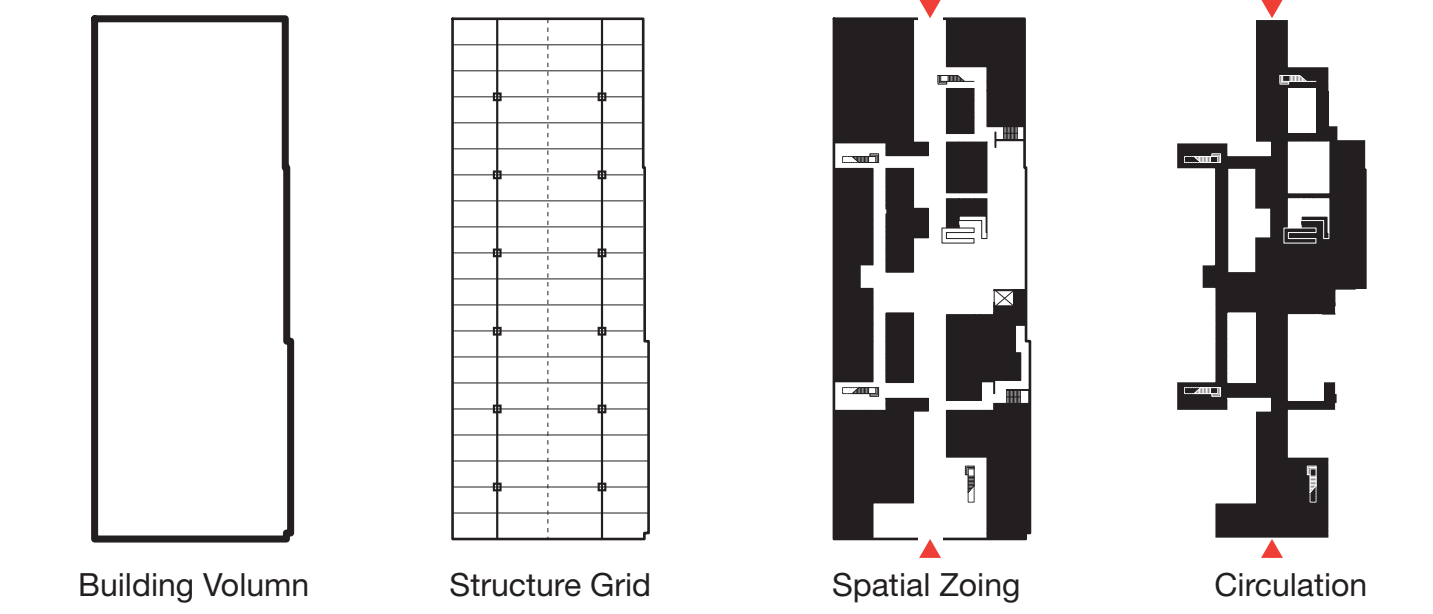 Building Volumn
Structure Grid
Spatial Zoing
Circulation